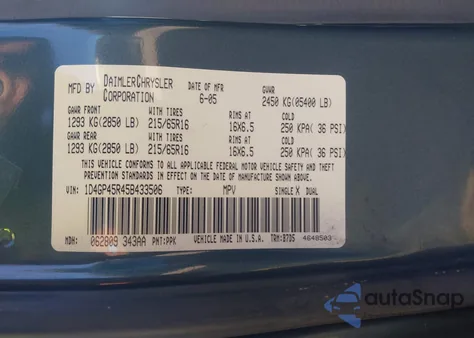 MFD BY DAIMLERCHRYSLER CORPORATION DATE OF MFR 6-05 GVWR 2450 KG(05400 LB)
GAWR FRONT WITH TIRES RIMS AT COLD
1293 KG(2850 LB) 215/65R16 16X6.5 250 KPA( 36 PSI)
GAWR REAR WITH TIRES RIMS AT COLD
1293 KG(2850 LB) 215/65R16 16X6.5 250 KPA( 36 PSI)
THIS VEHICLE CONFORMS TO ALL APPLICABLE FEDERAL MOTOR VEHICLE SAFETY AND THEFT
PREVENTION STANDARDS IN EFFECT ON THE DATE OF MANUFACTURE SHOWN ABOVE.
VIN: 1D4GP45R45B433506 TYPE: MPV SINGLE X DUAL
MDH: 062809 343AA PNT:PPK VEHICLE MADE IN U.S.A. TRM:B7D5 4648503
autoSnap